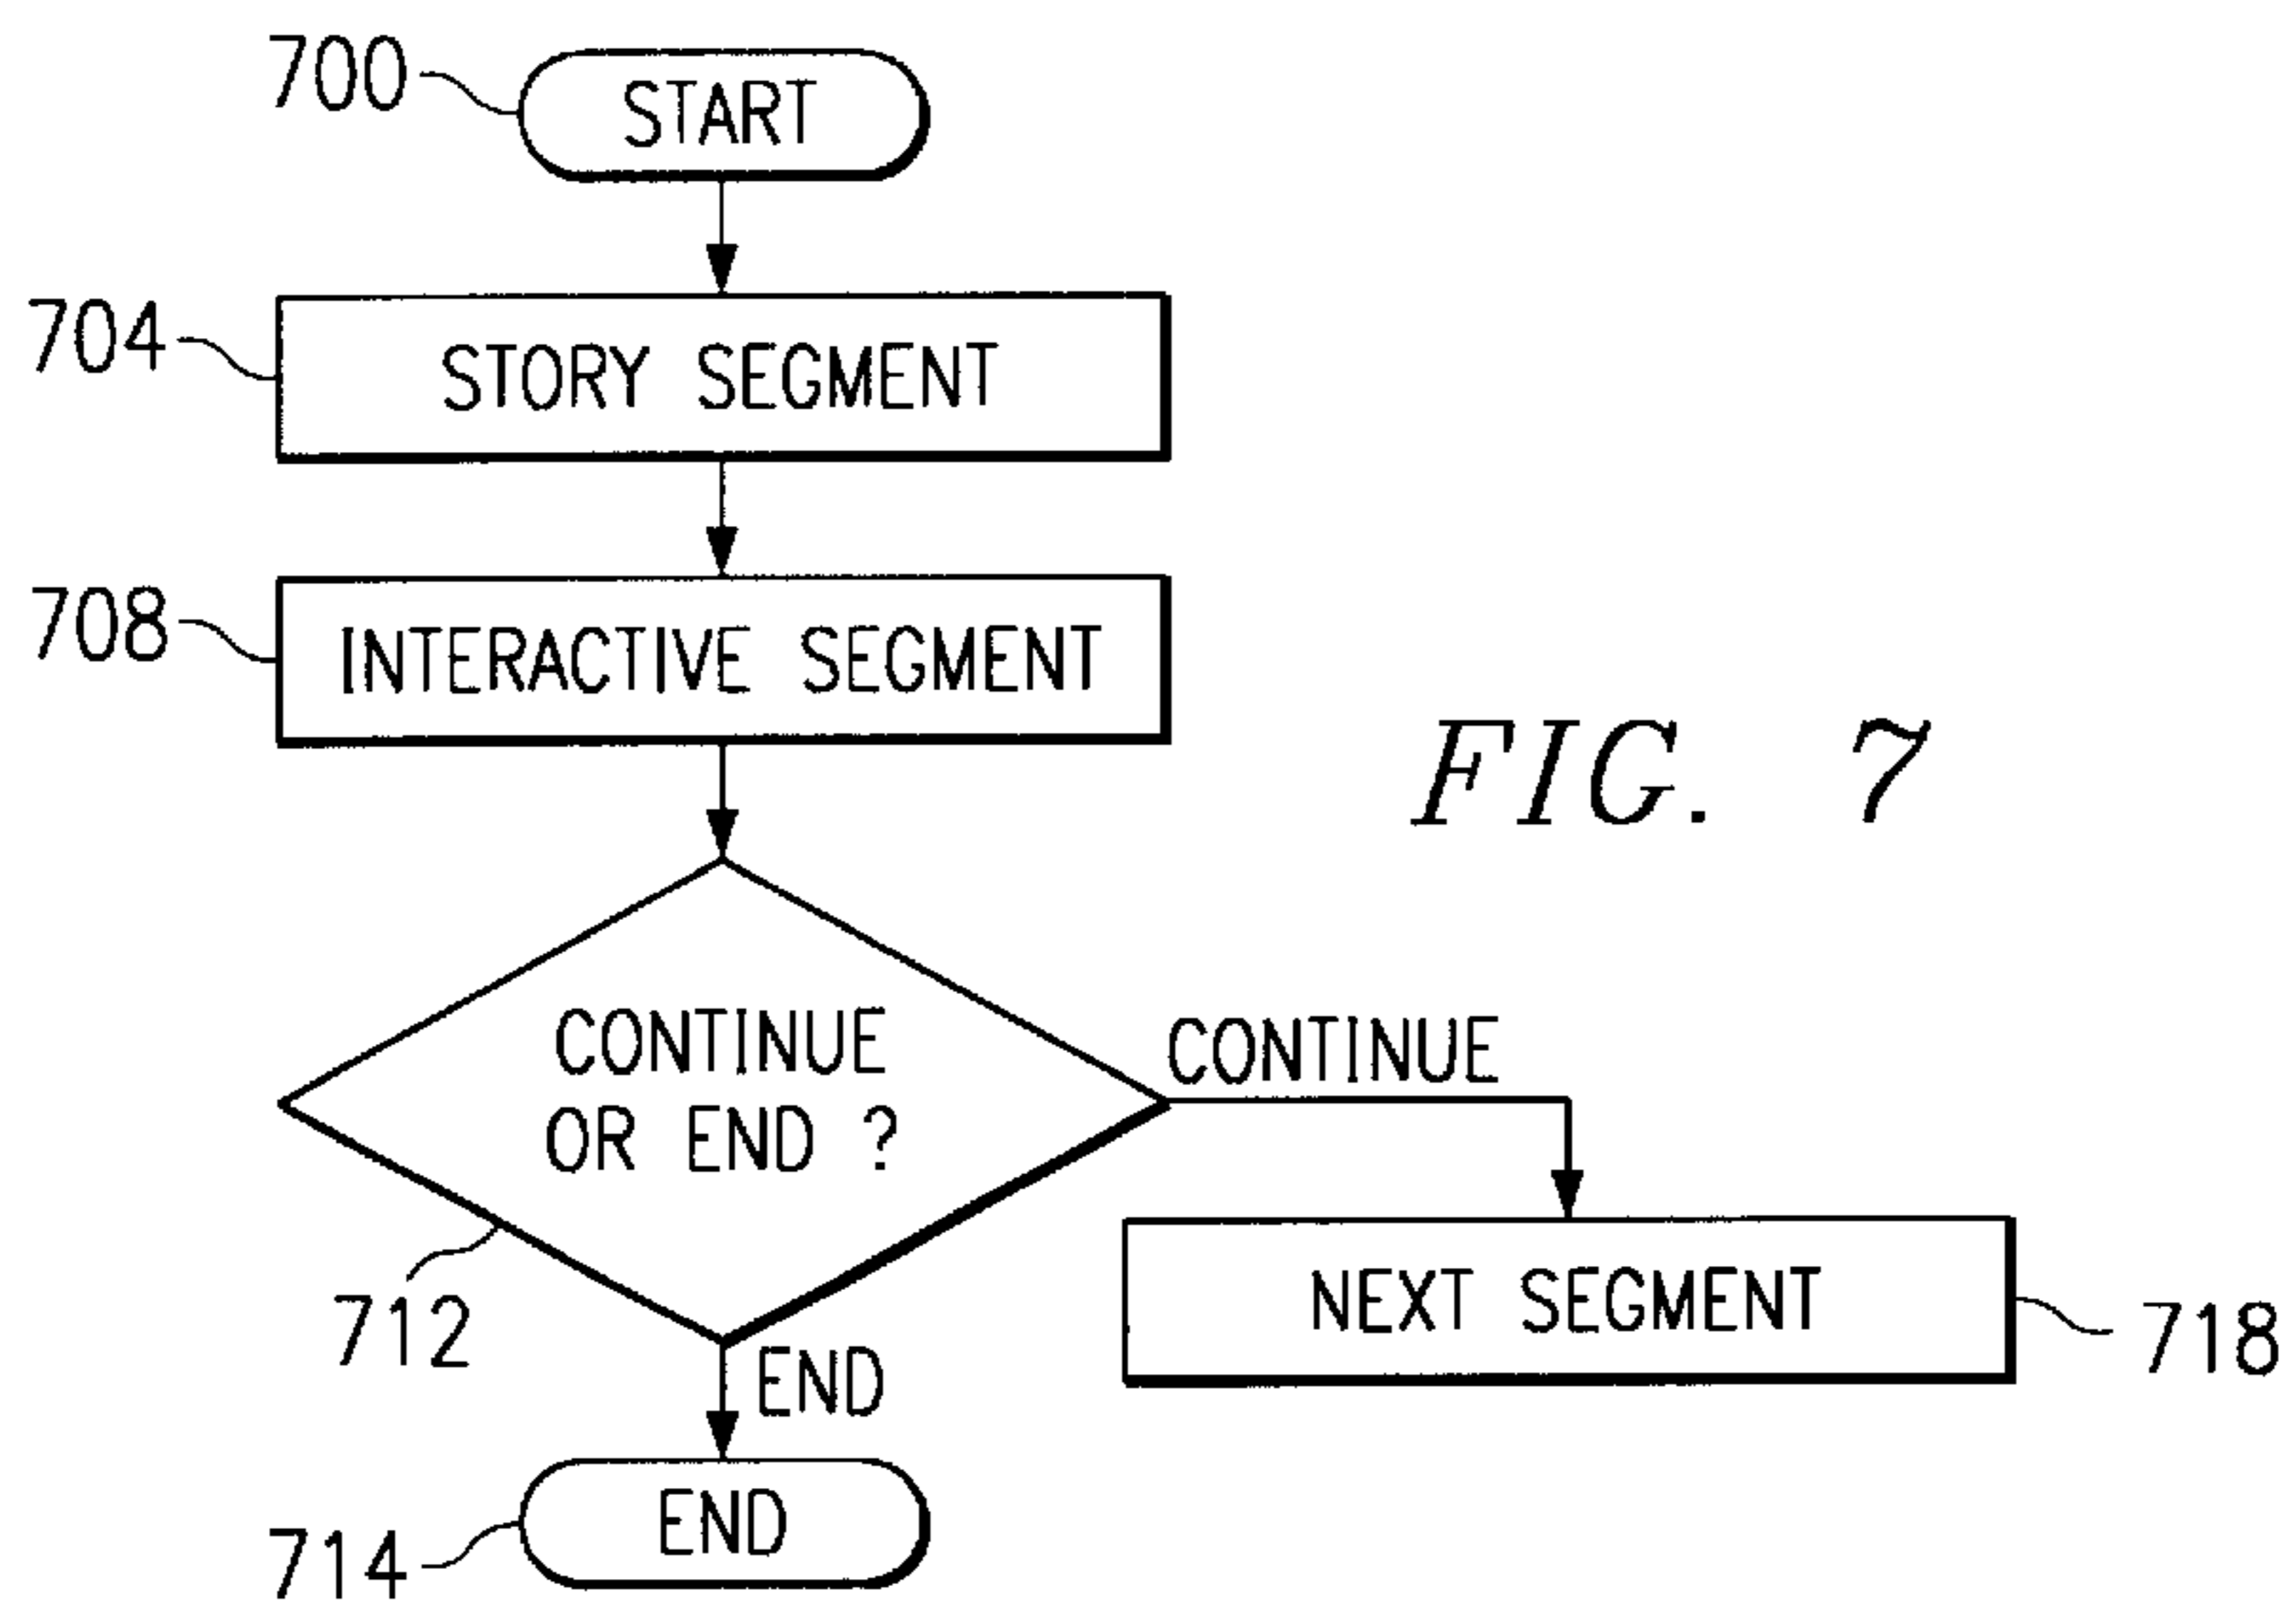 700
START
704
STORY SEGMENT
708
INTERACTIVE SEGMENT
FIG. 7
CONTINUE
OR END ?
CONTINUE
712
NEXT SEGMENT
718
END
714
END